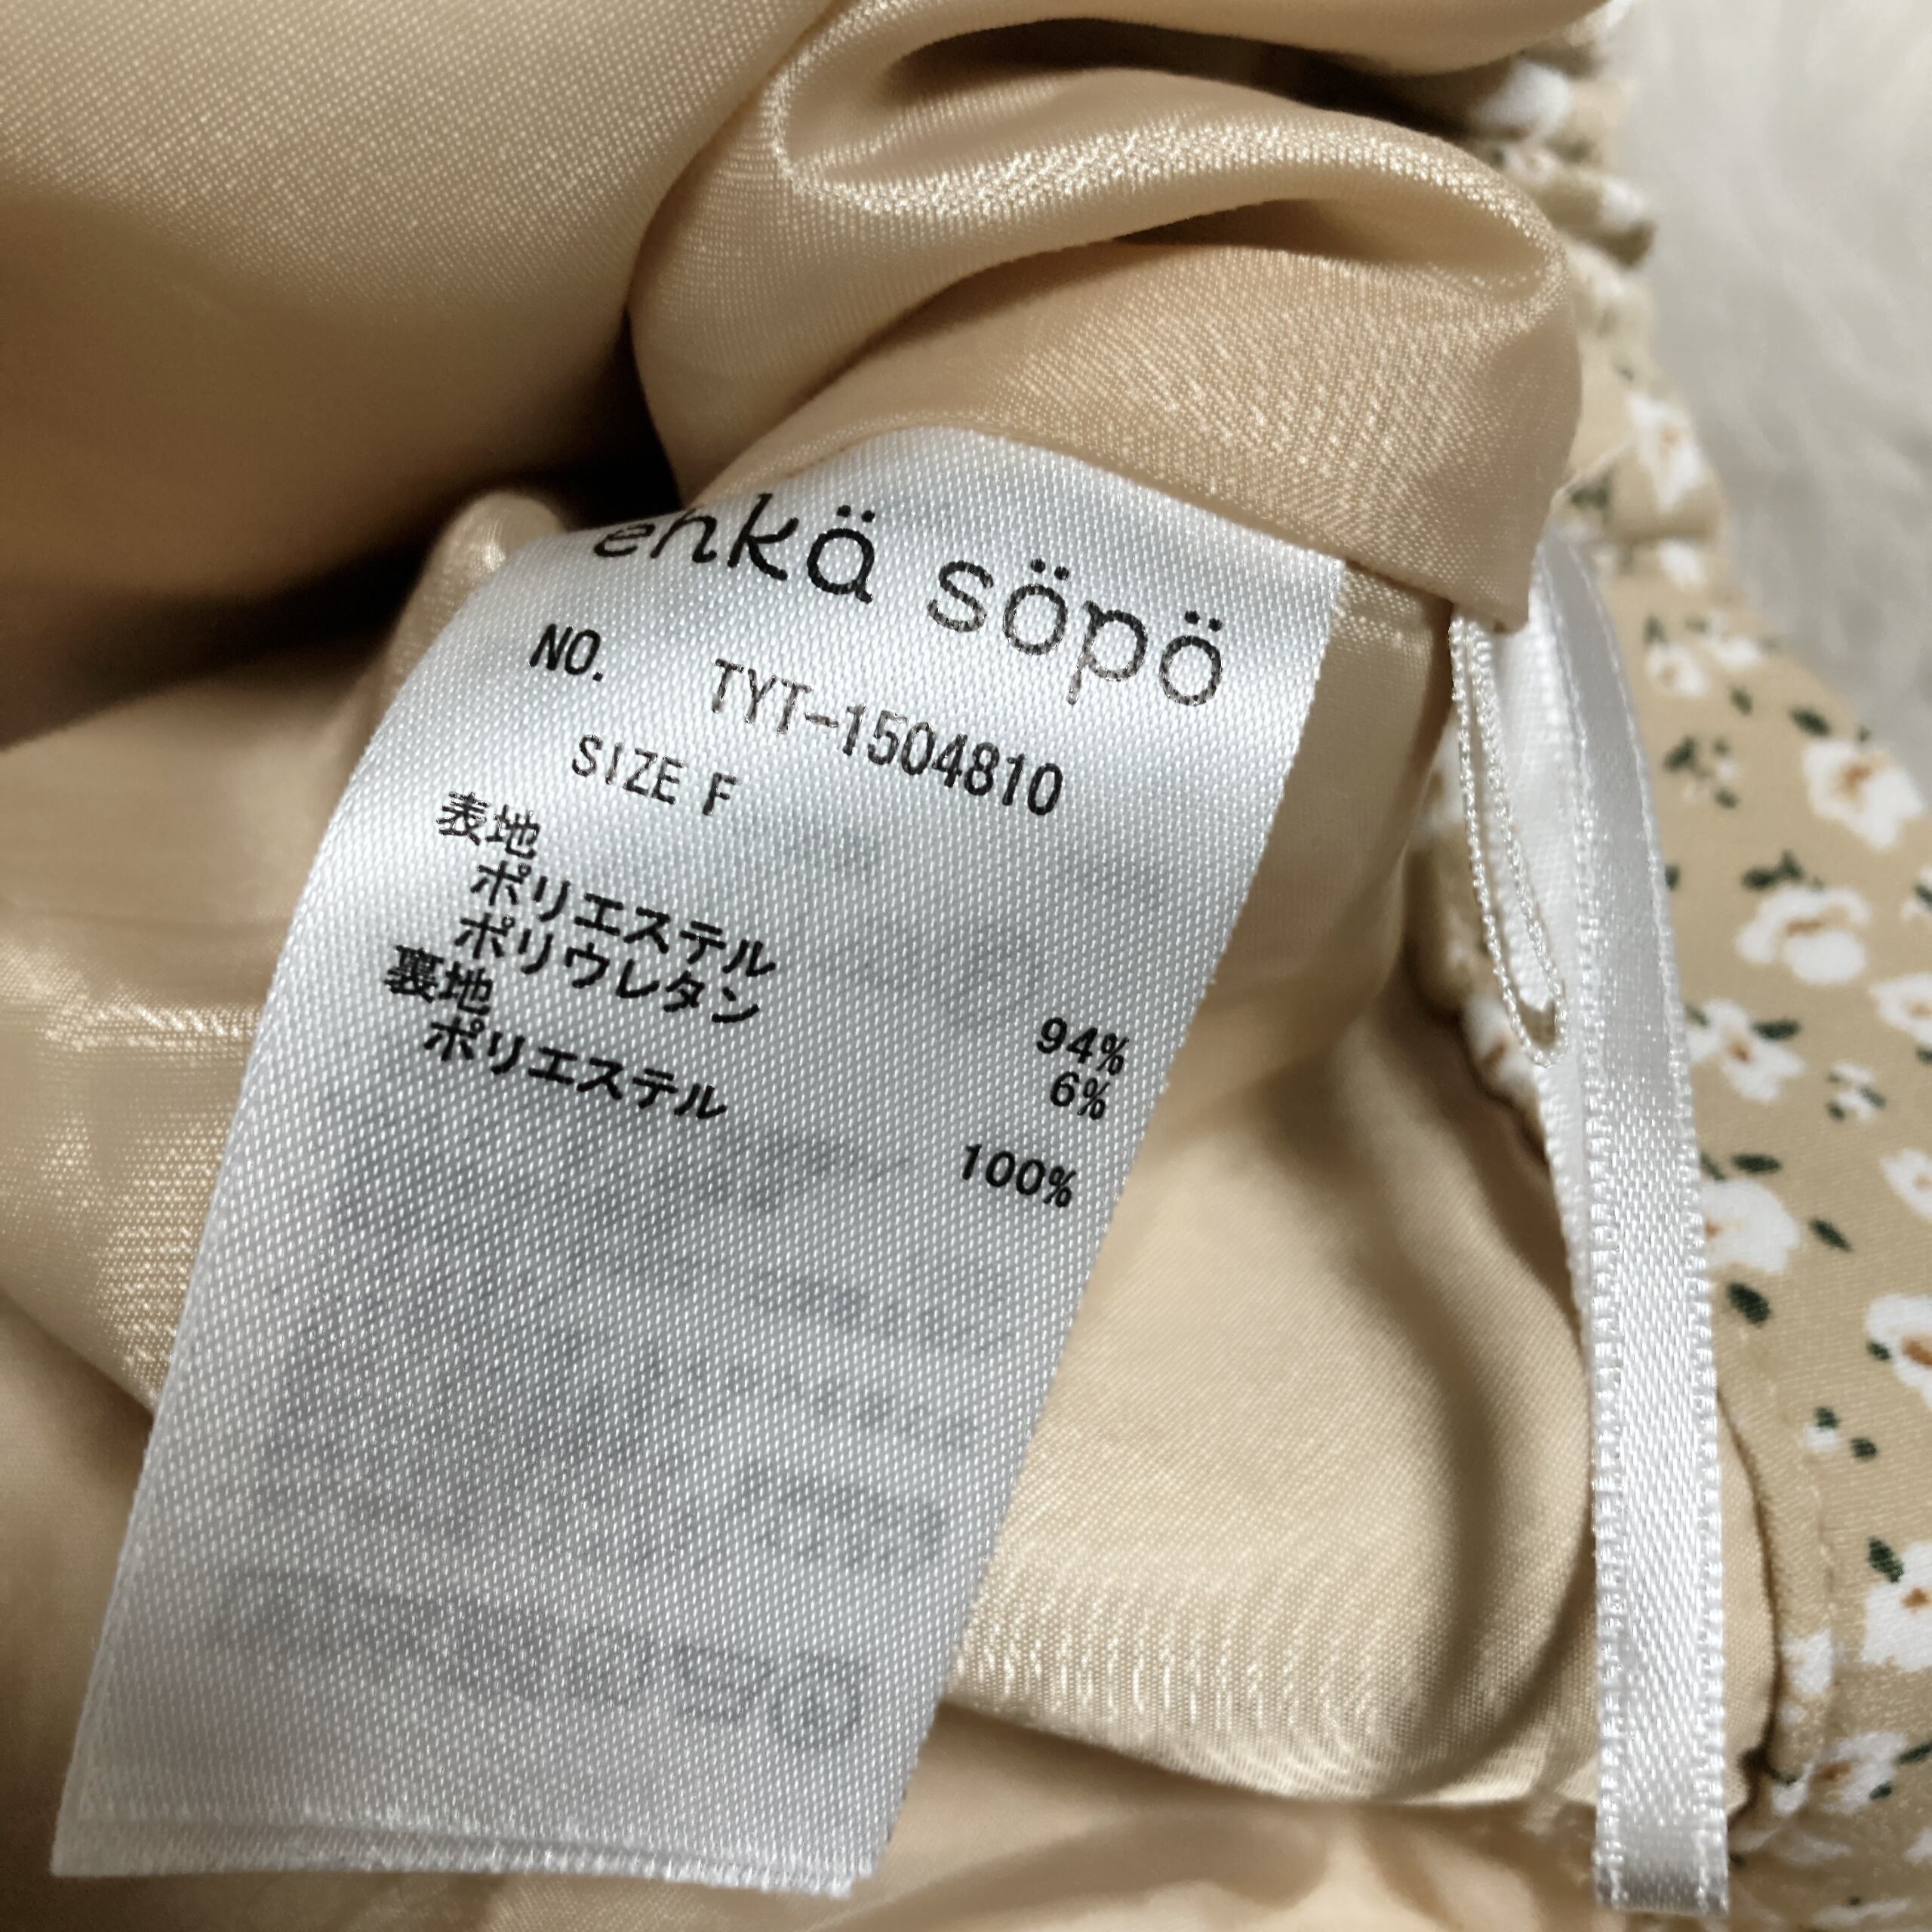 ehkä söpö
NO. TYT-1504810
SIZE F
表地
ポリエステル 94%
ポリウレタン 6%
裏地
ポリエステル 100%